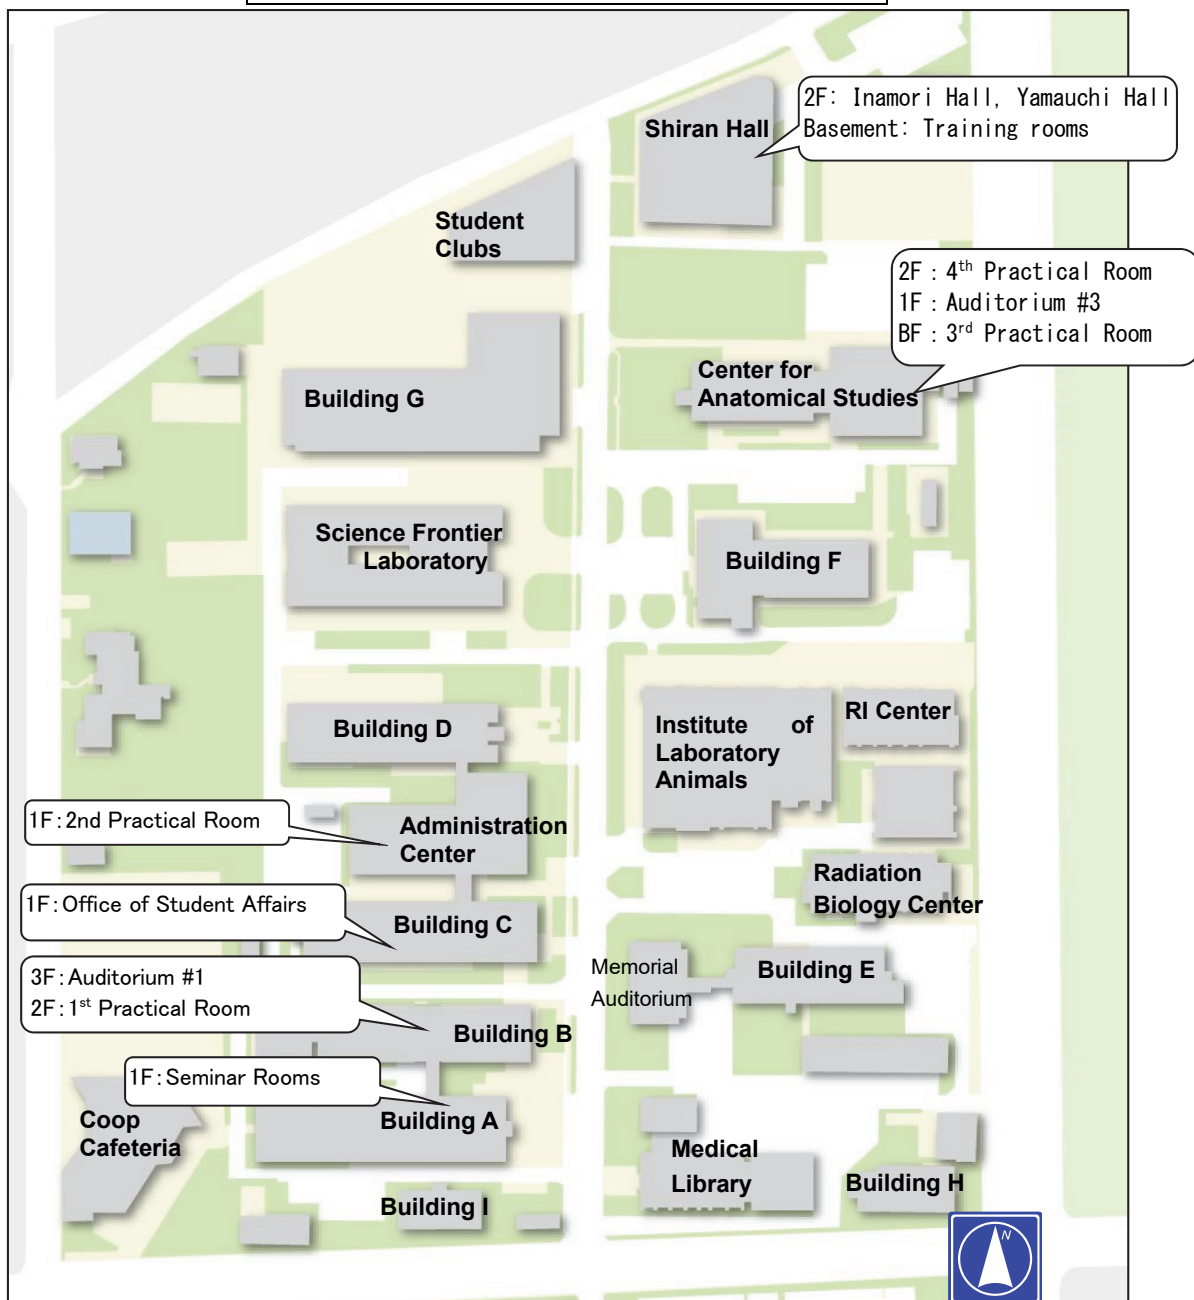 2F: Inamori Hall, Yamauchi Hall
Basement: Training rooms
Shiran Hall
Student
Clubs
2F : 4th Practical Room
1F : Auditorium #3
BF : 3rd Practical Room
Center for
Anatomical Studies
Building G
Science Frontier
Laboratory
Building F
Building D
Institute of
Laboratory
Animals
RI Center
1F:2nd Practical Room
Administration
Center
Radiation
Biology Center
1F:Office of Student Affairs
Building C
Memorial
Auditorium
Building E
3F:Auditorium #1
2F:1st Practical Room
Building B
1F:Seminar Rooms
Coop
Cafeteria
Building A
Medical
Library
Building H
Building I
N